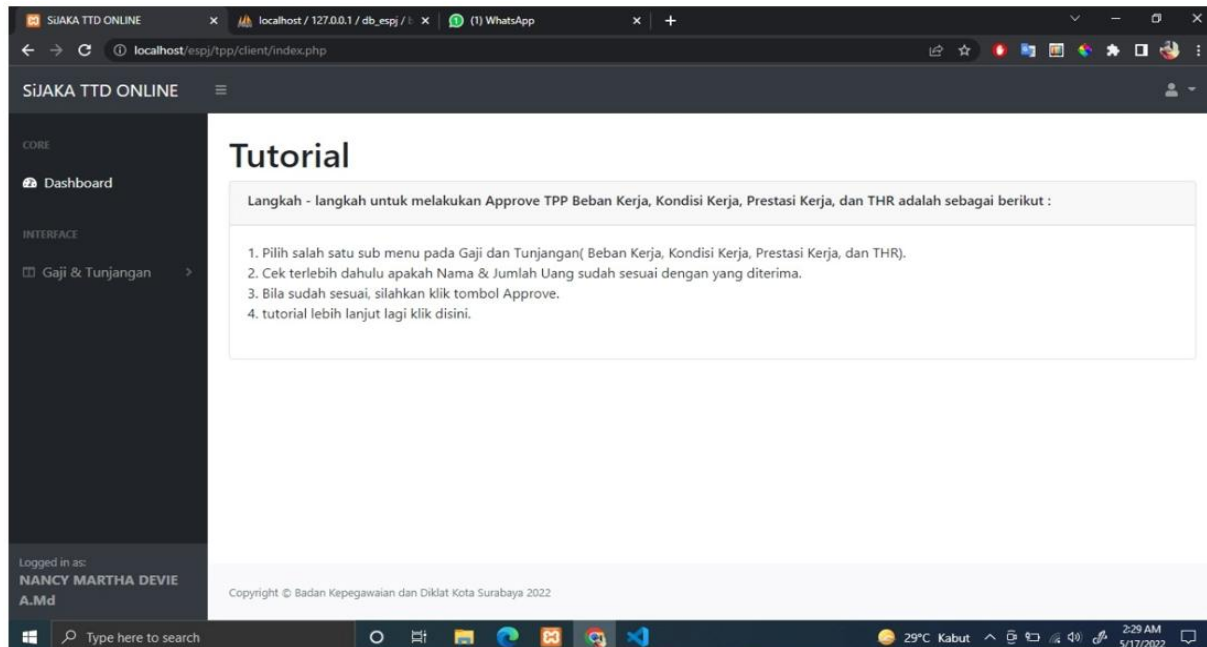 SiJAKA TTD ONLINE
localhost / 127.0.0.1 / db_espj / b
(1) WhatsApp
localhost/espj/tpp/client/index.php
SiJAKA TTD ONLINE
CORE
Dashboard
INTERFACE
Gaji & Tunjangan
Tutorial
Langkah - langkah untuk melakukan Approve TPP Beban Kerja, Kondisi Kerja, Prestasi Kerja, dan THR adalah sebagai berikut :
1. Pilih salah satu sub menu pada Gaji dan Tunjangan( Beban Kerja, Kondisi Kerja, Prestasi Kerja, dan THR).
2. Cek terlebih dahulu apakah Nama & Jumlah Uang sudah sesuai dengan yang diterima.
3. Bila sudah sesuai, silahkan klik tombol Approve.
4. tutorial lebih lanjut lagi klik disini.
Logged in as:
NANCY MARTHA DEVIE
A.Md
Copyright © Badan Kepegawaian dan Diklat Kota Surabaya 2022
Type here to search
29°C Kabut
2:29 AM
5/17/2022